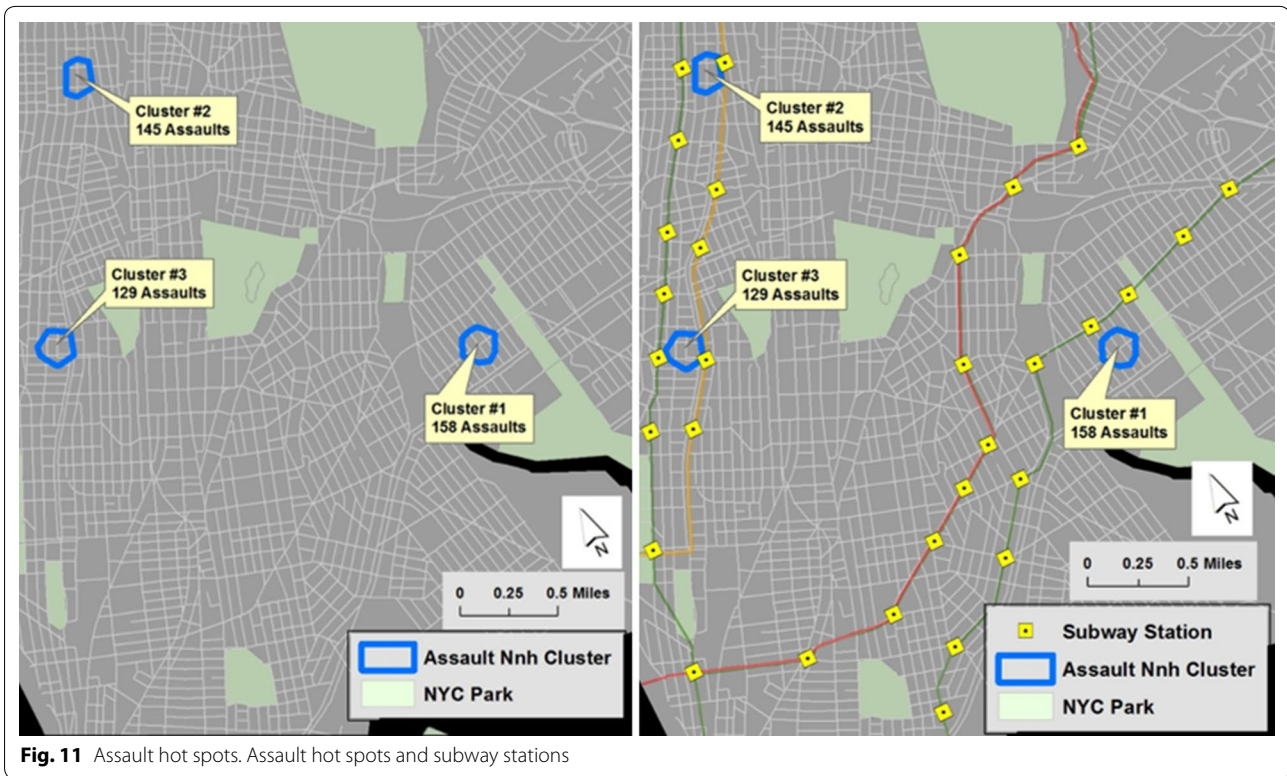 Cluster #2
145 Assaults
Cluster #3
129 Assaults
Cluster #1
158 Assaults
N
0 0.25 0.5 Miles
Assault Nnh Cluster
NYC Park
Cluster #2
145 Assaults
Cluster #3
129 Assaults
Cluster #1
158 Assaults
N
0 0.25 0.5 Miles
Subway Station
Assault Nnh Cluster
NYC Park
Fig. 11 Assault hot spots. Assault hot spots and subway stations